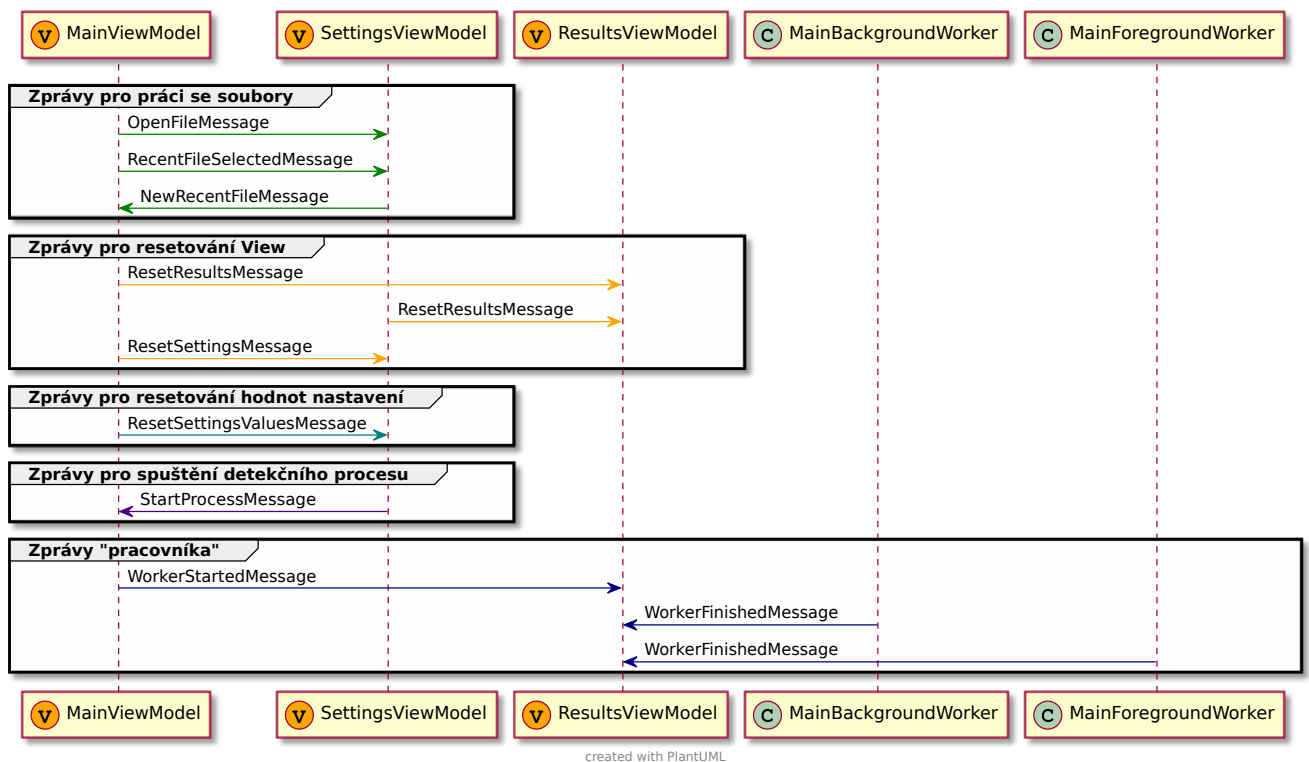 V MainViewModel
V SettingsViewModel
V ResultsViewModel
C MainBackgroundWorker
C MainForegroundWorker
Zprávy pro práci se soubory
OpenFileMessage
RecentFileSelectedMessage
NewRecentFileMessage
Zprávy pro resetování View
ResetResultsMessage
ResetResultsMessage
ResetSettingsMessage
Zprávy pro resetování hodnot nastavení
ResetSettingsValuesMessage
Zprávy pro spuštění detekčního procesu
StartProcessMessage
Zprávy "pracovníka"
WorkerStartedMessage
WorkerFinishedMessage
WorkerFinishedMessage
V MainViewModel
V SettingsViewModel
V ResultsViewModel
C MainBackgroundWorker
C MainForegroundWorker
created with PlantUML